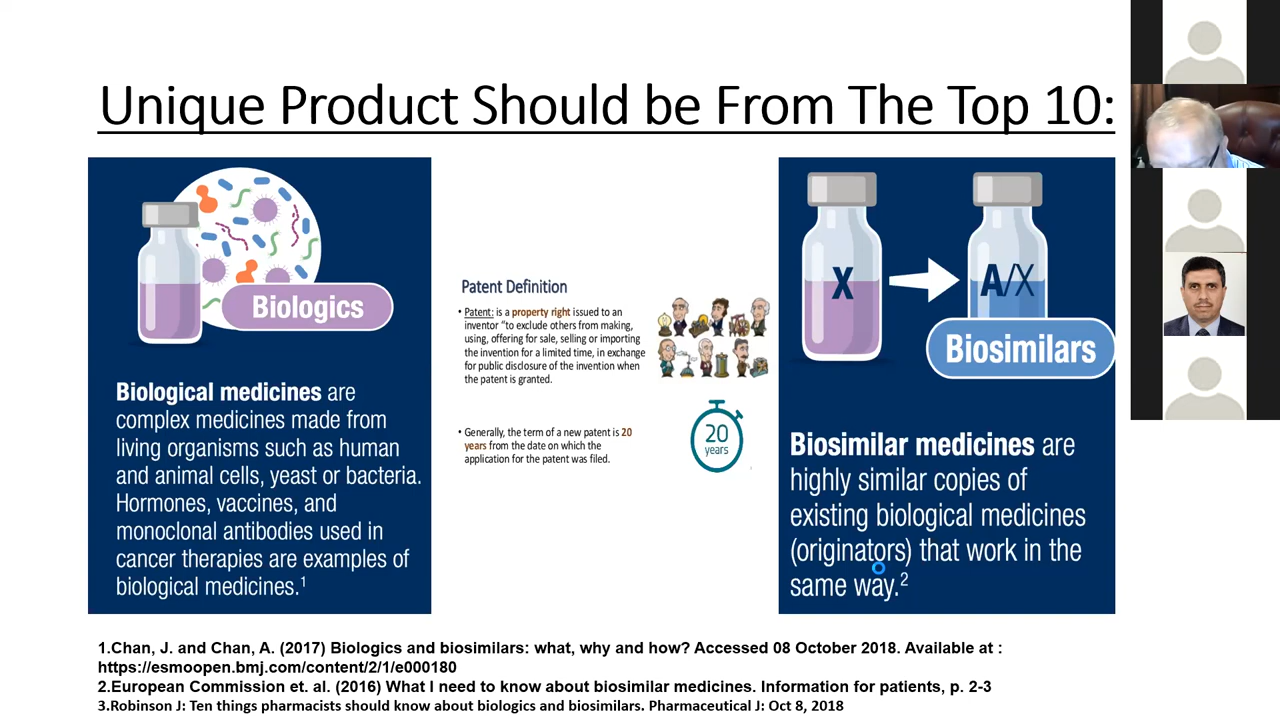 Unique Product Should be From The Top 10:
Biologics
Biological medicines are
complex medicines made from
living organisms such as human
and animal cells, yeast or bacteria.
Hormones, vaccines, and
monoclonal antibodies used in
cancer therapies are examples of
biological medicines.1
Patent Definition
• Patent: is a property right issued to an
inventor "to exclude others from making,
using, offering for sale, selling or importing
the invention for a limited time, in exchange
for public disclosure of the invention when
the patent is granted.
• Generally, the term of a new patent is 20
years from the date on which the
application for the patent was filed.
20
years
X
A/X
Biosimilars
Biosimilar medicines are
highly similar copies of
existing biological medicines
(originators) that work in the
same way.2
1.Chan, J. and Chan, A. (2017) Biologics and biosimilars: what, why and how? Accessed 08 October 2018. Available at :
https://esmoopen.bmj.com/content/2/1/e000180
2.European Commission et. al. (2016) What I need to know about biosimilar medicines. Information for patients, p. 2-3
3.Robinson J: Ten things pharmacists should know about biologics and biosimilars. Pharmaceutical J: Oct 8, 2018